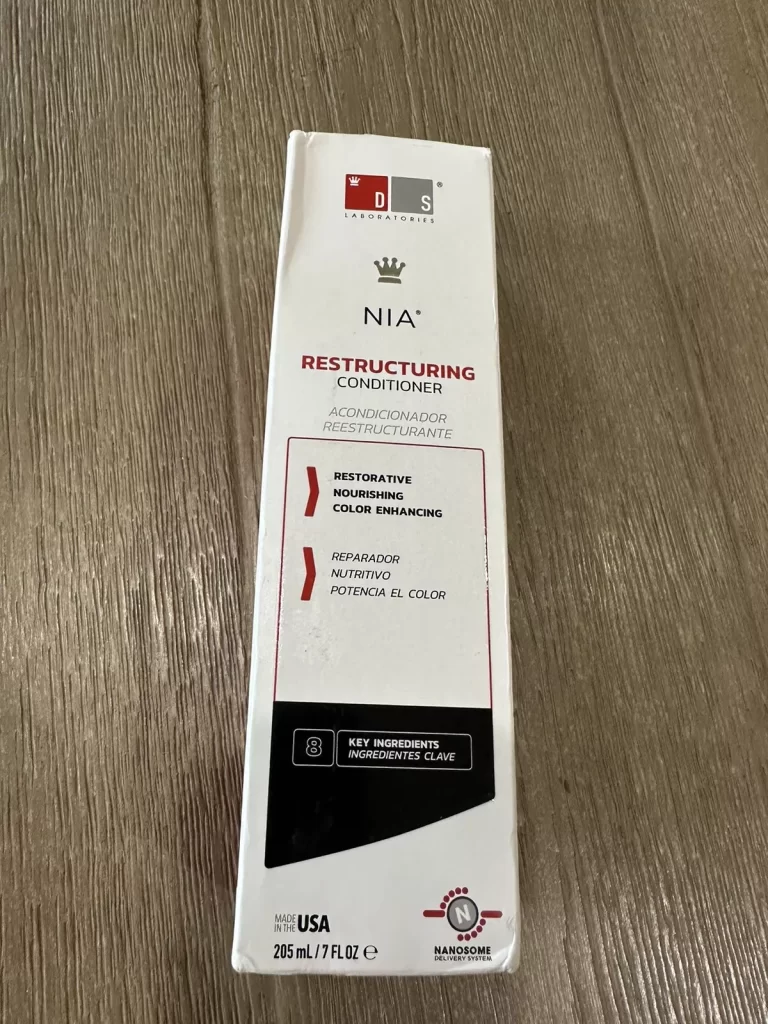 D S®
LABORATORIES
NIA®
RESTRUCTURING
CONDITIONER
ACONDICIONADOR
REESTRUCTURANTE
RESTORATIVE
NOURISHING
COLOR ENHANCING
REPARADOR
NUTRITIVO
POTENCIA EL COLOR
8
KEY INGREDIENTS
INGREDIENTES CLAVE
MADE
IN THE USA
205 mL / 7 FL OZ ℮
N
NANOSOME
DELIVERY SYSTEM